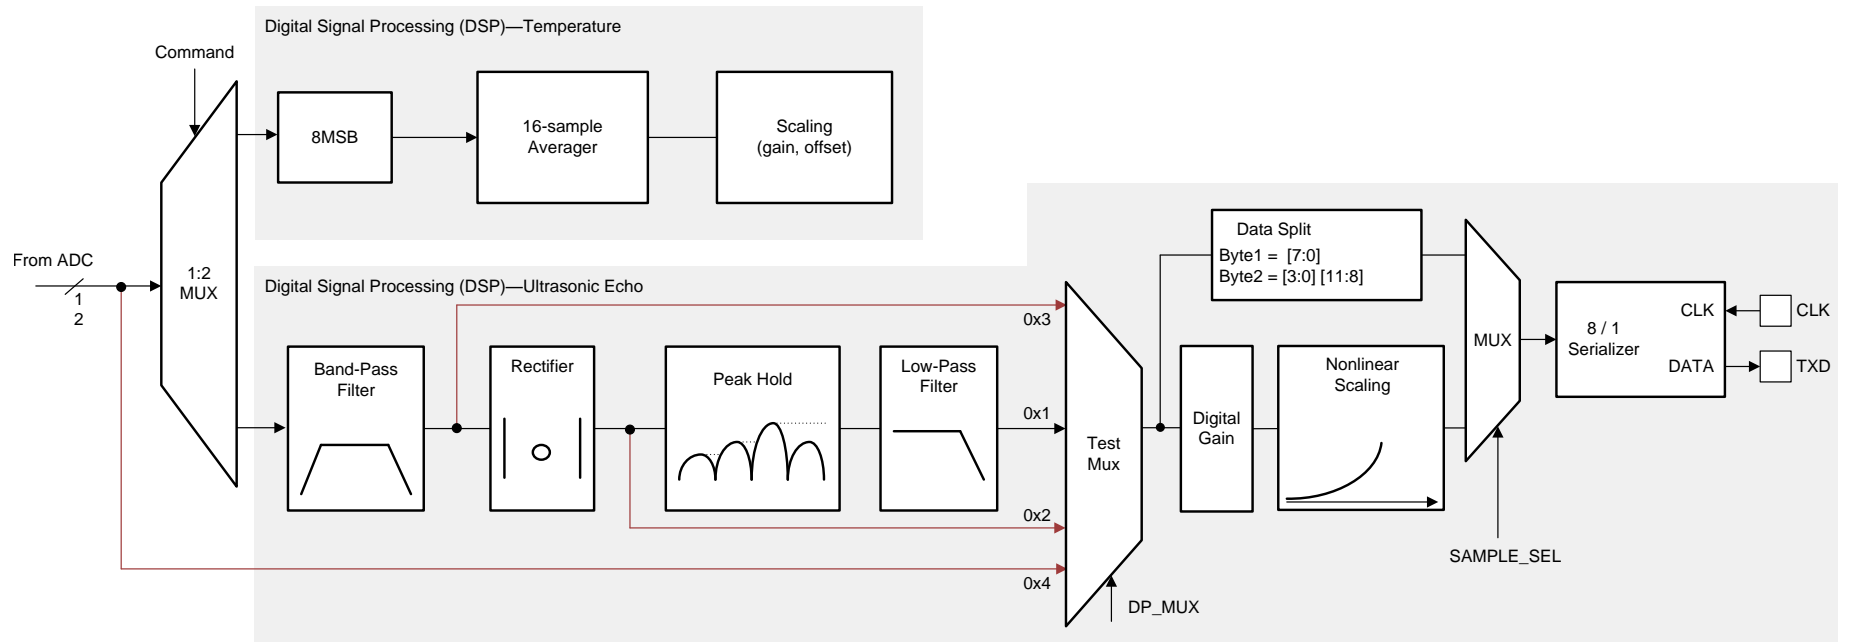 Digital Signal Processing (DSP)—Temperature
Command
8MSB
16-sample
Averager
Scaling
(gain, offset)
From ADC
1
2
1:2
MUX
Digital Signal Processing (DSP)—Ultrasonic Echo
Band-Pass
Filter
Rectifier
Peak Hold
Low-Pass
Filter
0x3
0x1
0x2
0x4
Test
Mux
DP_MUX
Data Split
Byte1 = [7:0]
Byte2 = [3:0] [11:8]
Digital
Gain
Nonlinear
Scaling
MUX
SAMPLE_SEL
8 / 1
Serializer
CLK
DATA
CLK
TXD